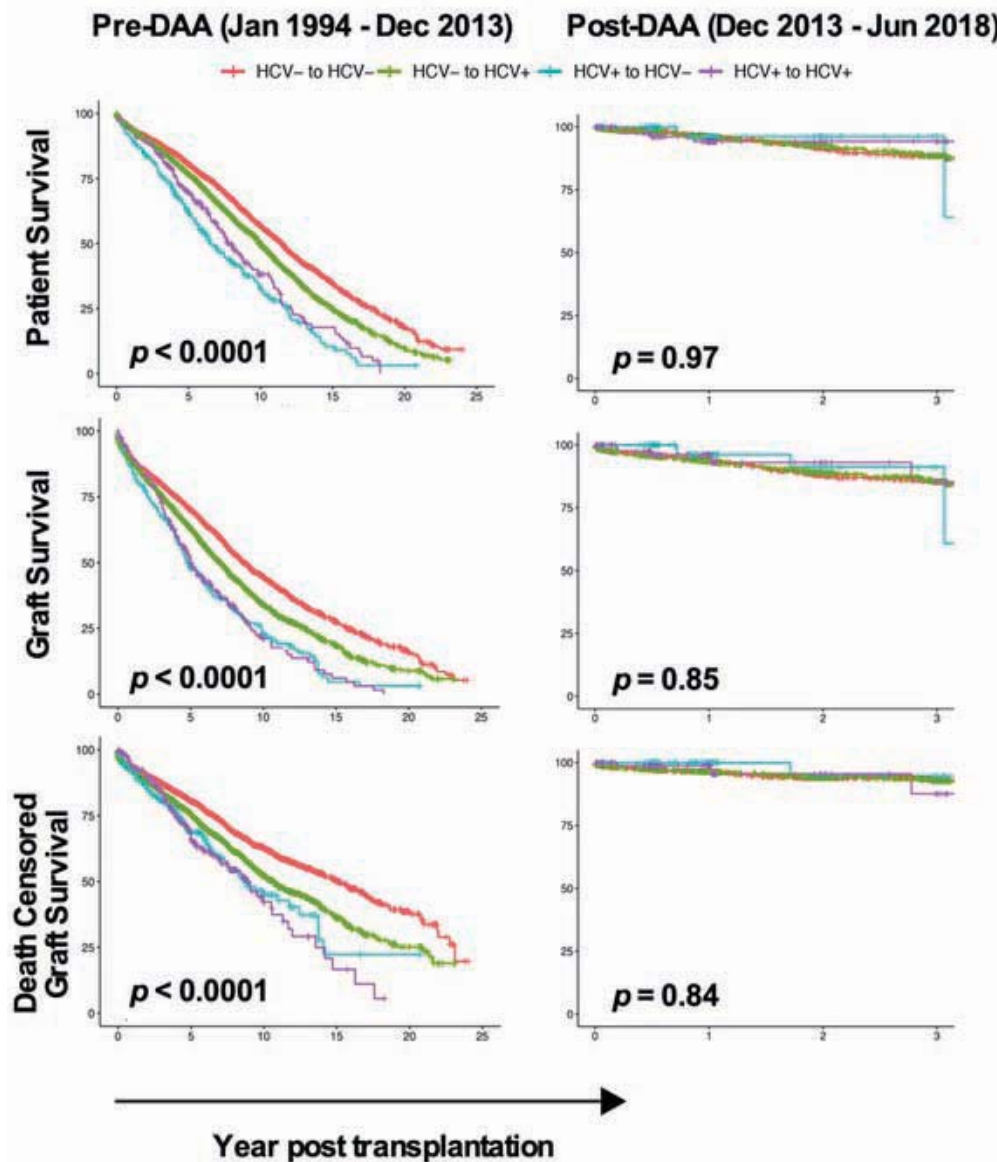 Pre-DAA (Jan 1994 - Dec 2013) Post-DAA (Dec 2013 - Jun 2018)
HCV− to HCV− HCV− to HCV+ HCV+ to HCV− HCV+ to HCV+
Patient Survival
100
75
50
25
0
p < 0.0001
0 5 10 15 20 25
100
75
50
25
0
p = 0.97
0 1 2 3
Graft Survival
100
75
50
25
0
p < 0.0001
0 5 10 15 20 25
100
75
50
25
0
p = 0.85
0 1 2 3
Death Censored
Graft Survival
100
75
50
25
0
p < 0.0001
0 5 10 15 20 25
100
75
50
25
0
p = 0.84
0 1 2 3
Year post transplantation